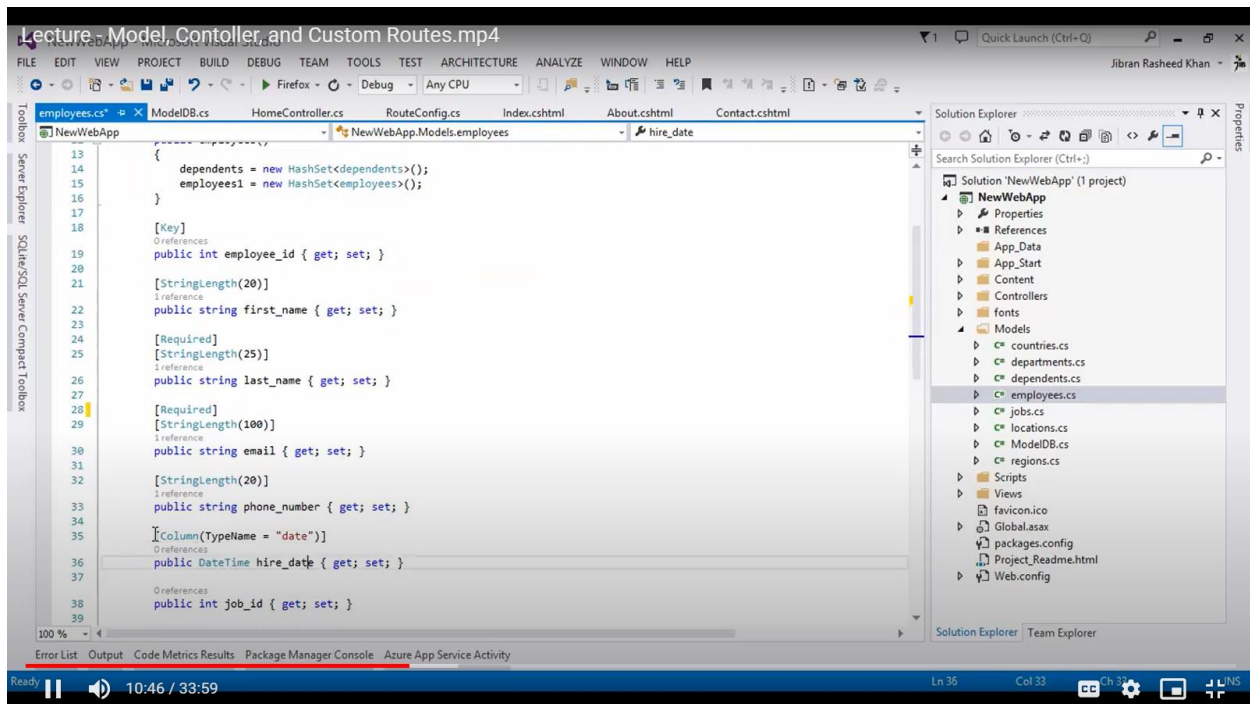 Lecture - Model, Contoller, and Custom Routes.mp4
NewWebApp - Microsoft Visual Studio
1
Quick Launch (Ctrl+Q)
FILE EDIT VIEW PROJECT BUILD DEBUG TEAM TOOLS TEST ARCHITECTURE ANALYZE WINDOW HELP
Jibran Rasheed Khan
Firefox Debug Any CPU
Toolbox
Server Explorer
SQLite/SQL Server Compact Toolbox
employees.cs* ModelDB.cs HomeController.cs RouteConfig.cs Index.cshtml About.cshtml Contact.cshtml
NewWebApp NewWebApp.Models.employees hire_date
public employees()
13 {
14 dependents = new HashSet<dependents>();
15 employees1 = new HashSet<employees>();
16 }
17
18 [Key]
0 references
19 public int employee_id { get; set; }
20
21 [StringLength(20)]
1 reference
22 public string first_name { get; set; }
23
24 [Required]
25 [StringLength(25)]
1 reference
26 public string last_name { get; set; }
27
28 [Required]
29 [StringLength(100)]
1 reference
30 public string email { get; set; }
31
32 [StringLength(20)]
1 reference
33 public string phone_number { get; set; }
34
35 [Column(TypeName = "date")]
0 references
36 public DateTime hire_date { get; set; }
37
0 references
38 public int job_id { get; set; }
39
100 %
Error List Output Code Metrics Results Package Manager Console Azure App Service Activity
Solution Explorer
Search Solution Explorer (Ctrl+;)
Solution 'NewWebApp' (1 project)
NewWebApp
Properties
References
App_Data
App_Start
Content
Controllers
fonts
Models
C# countries.cs
C# departments.cs
C# dependents.cs
C# employees.cs
C# jobs.cs
C# locations.cs
C# ModelDB.cs
C# regions.cs
Scripts
Views
favicon.ico
Global.asax
packages.config
Project_Readme.html
Web.config
Solution Explorer Team Explorer
Properties
Ready
10:46 / 33:59
Ln 36 Col 33
CC